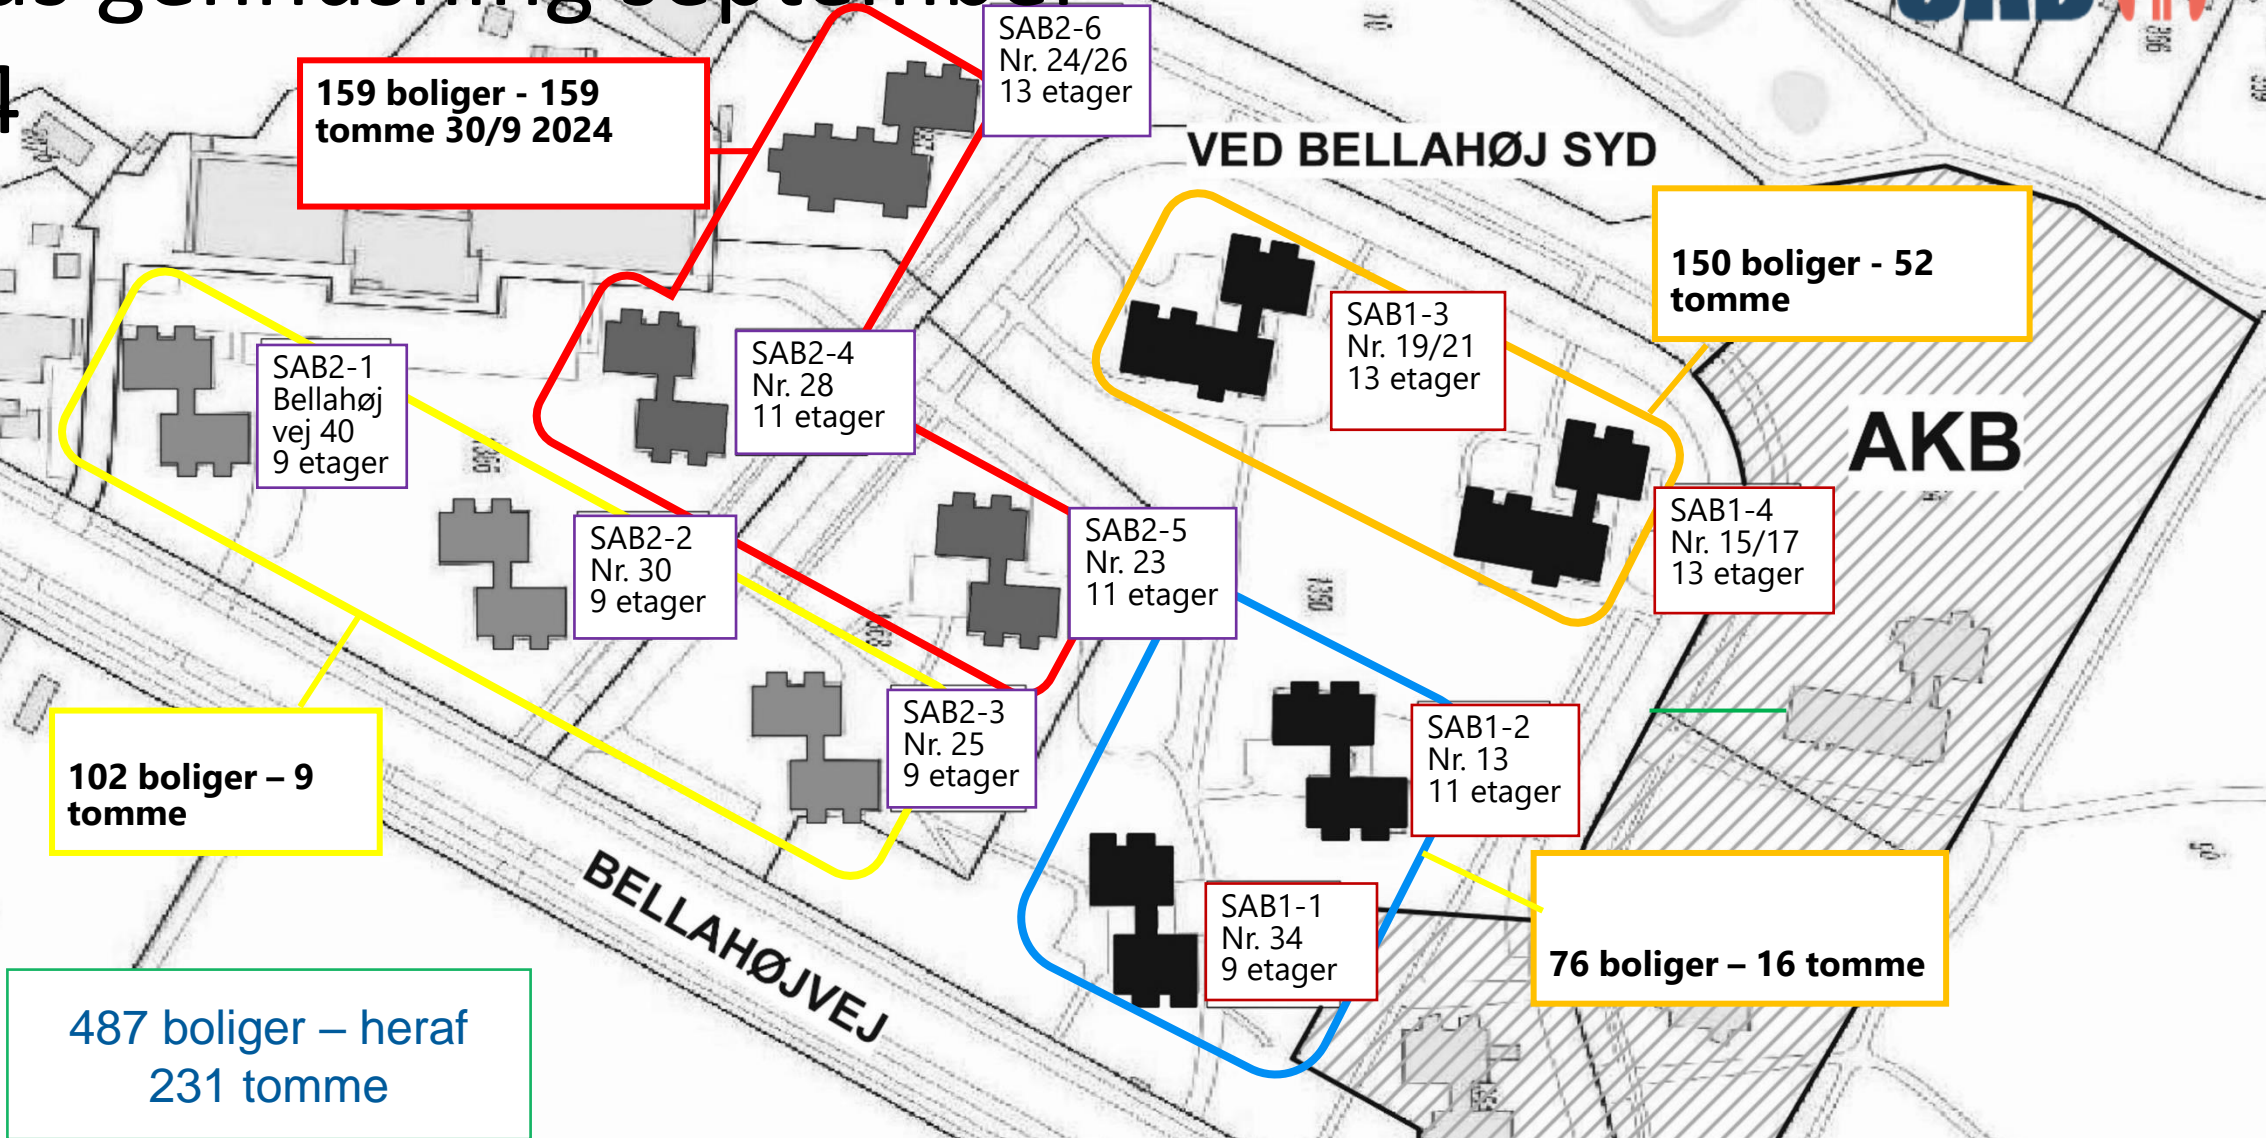 genhusning september
4
SAB2-6
Nr. 24/26
13 etager
159 boliger - 159
tomme 30/9 2024
VED BELLAHØJ SYD
150 boliger - 52
tomme
SAB1-3
Nr. 19/21
13 etager
SAB2-4
Nr. 28
11 etager
SAB2-1
Bellahøj
vej 40
9 etager
AKB
SAB1-4
Nr. 15/17
13 etager
SAB2-2
Nr. 30
9 etager
SAB2-5
Nr. 23
11 etager
SAB2-3
Nr. 25
9 etager
SAB1-2
Nr. 13
11 etager
102 boliger – 9
tomme
BELLAHØJVEJ
SAB1-1
Nr. 34
9 etager
76 boliger – 16 tomme
487 boliger – heraf
231 tomme